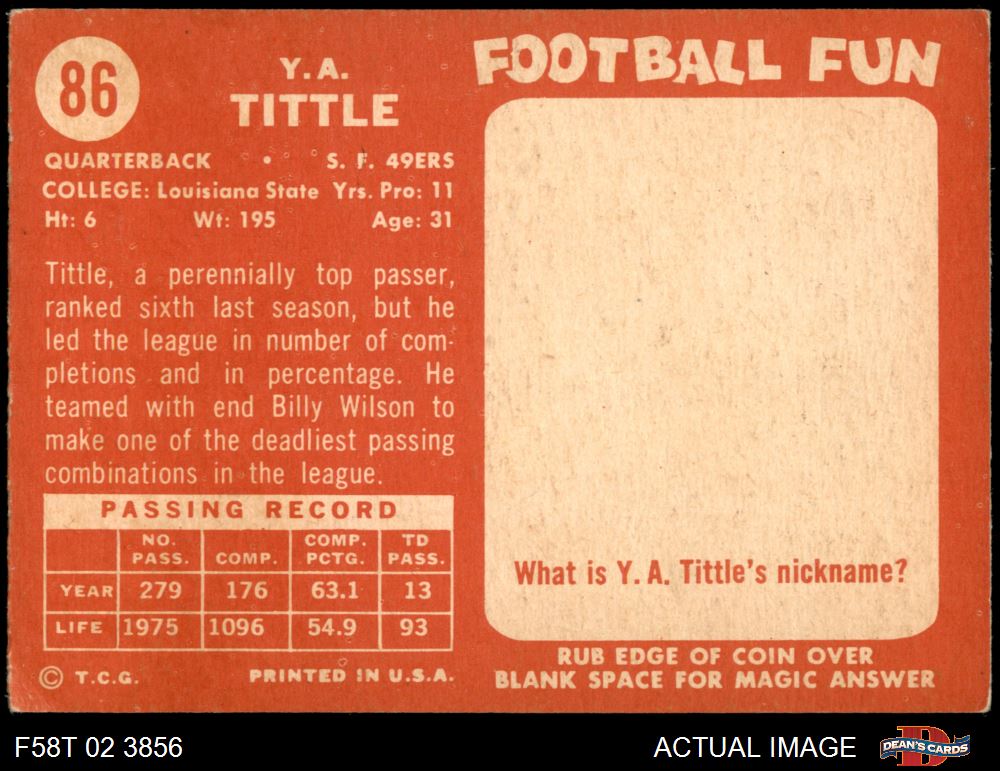 86
Y.A.
TITTLE
QUARTERBACK • S. F. 49ERS
COLLEGE: Louisiana State Yrs. Pro: 11
Ht: 6 Wt: 195 Age: 31
Tittle, a perennially top passer,
ranked sixth last season, but he
led the league in number of com-
pletions and in percentage. He
teamed with end Billy Wilson to
make one of the deadliest passing
combinations in the league.
PASSING RECORD
NO. PASS. COMP. COMP. PCTG. TD PASS.
YEAR 279 176 63.1 13
LIFE 1975 1096 54.9 93
© T.C.G. PRINTED IN U.S.A.
FOOTBALL FUN
What is Y. A. Tittle's nickname?
RUB EDGE OF COIN OVER
BLANK SPACE FOR MAGIC ANSWER
F58T 02 3856 ACTUAL IMAGE DEAN'S CARDS